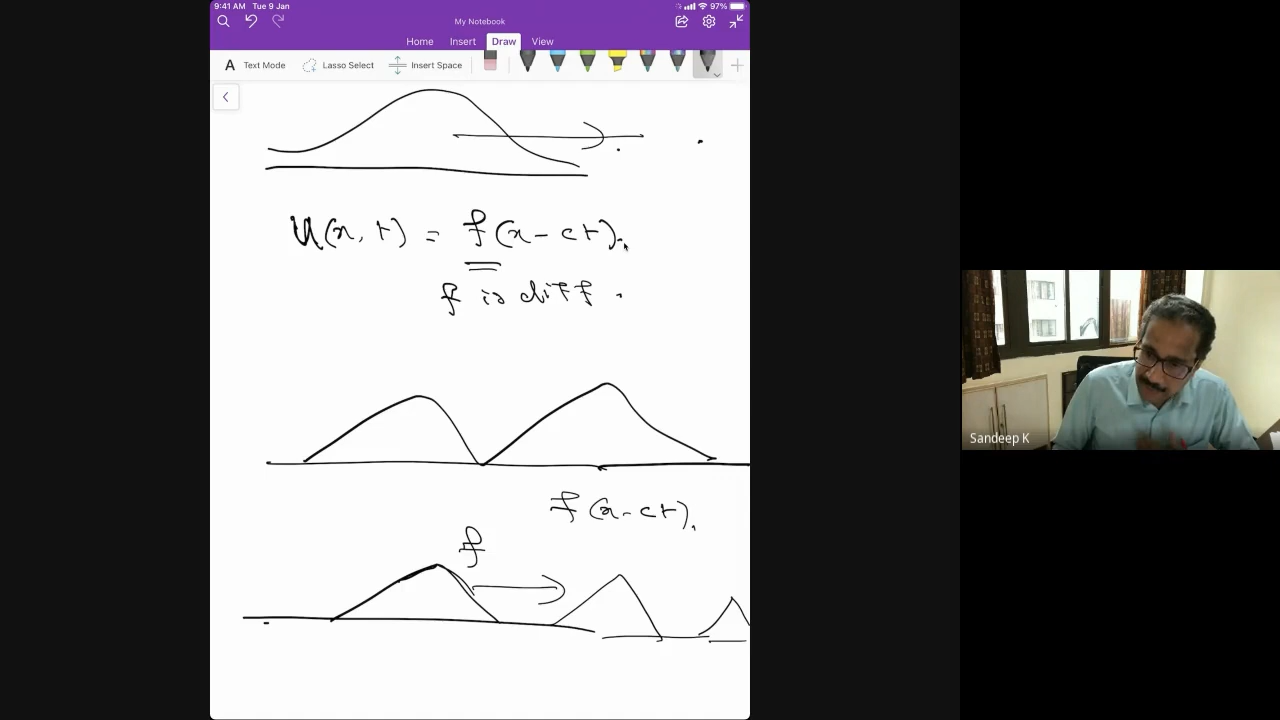 9:41 AM Tue 9 Jan
97%
My Notebook
Home Insert Draw View
A Text Mode Lasso Select Insert Space
u(x, t) = f(x - ct).
f is diff.
f(x - ct).
f
Sandeep K